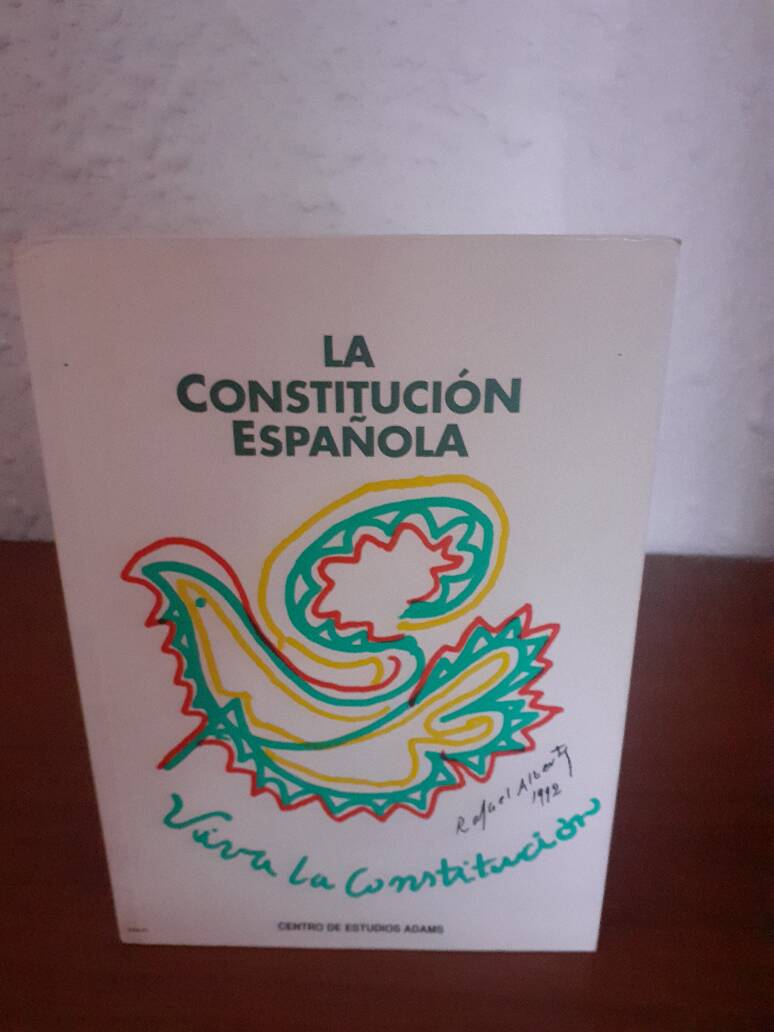 LA
CONSTITUCIÓN
ESPAÑOLA
Rafael Alberti
1992
Viva la Constitución
CENTRO DE ESTUDIOS ADAMS